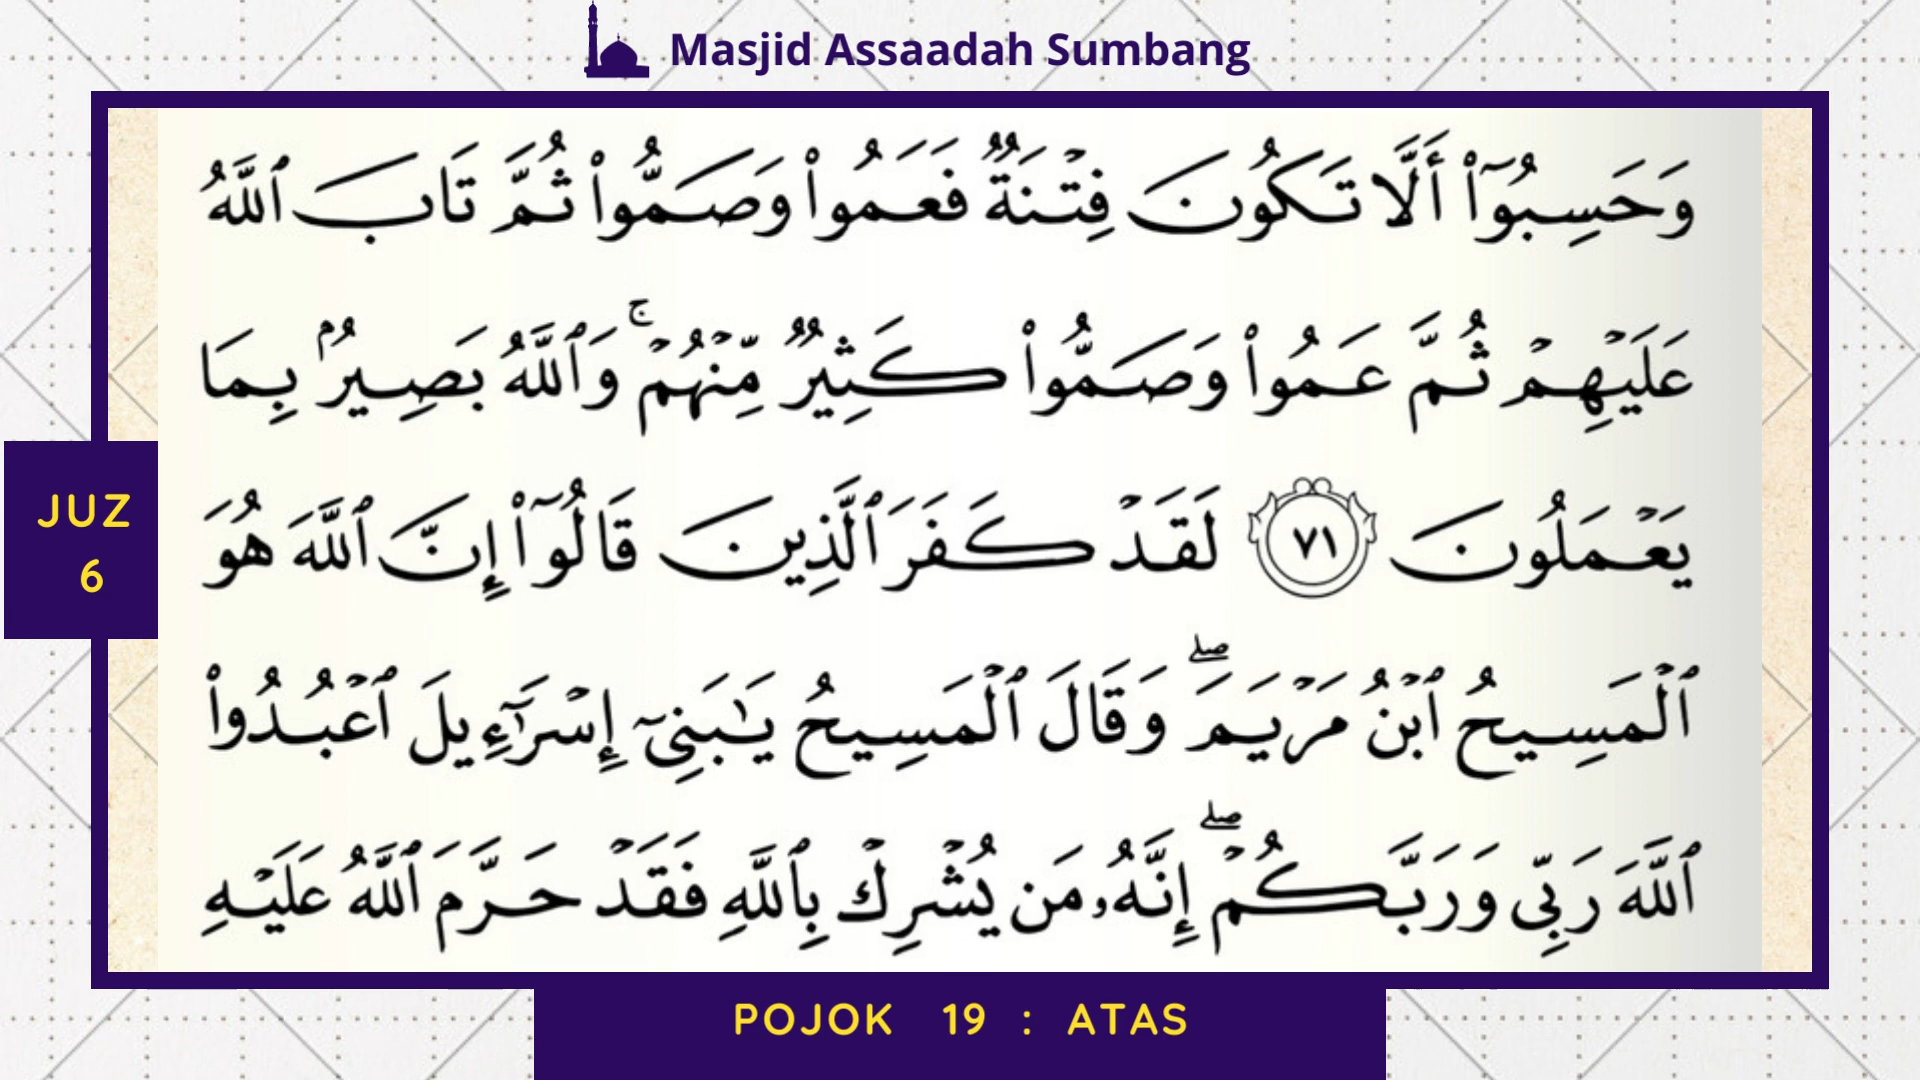 Masjid Assaadah Sumbang
وَحَسِبُوٓا۟ أَلَّا تَكُونَ فِتْنَةٌ فَعَمُوا۟ وَصَمُّوا۟ ثُمَّ تَابَ ٱللَّهُ
عَلَيْهِمْ ثُمَّ عَمُوا۟ وَصَمُّوا۟ كَثِيرٌ مِّنْهُمْ ۚ وَٱللَّهُ بَصِيرٌۢ بِمَا
يَعْمَلُونَ ٧١ لَقَدْ كَفَرَ ٱلَّذِينَ قَالُوٓا۟ إِنَّ ٱللَّهَ هُوَ
ٱلْمَسِيحُ ٱبْنُ مَرْيَمَ ۖ وَقَالَ ٱلْمَسِيحُ يَـٰبَنِىٓ إِسْرَٰٓءِيلَ ٱعْبُدُوا۟
ٱللَّهَ رَبِّى وَرَبَّكُمْ ۖ إِنَّهُۥ مَن يُشْرِكْ بِٱللَّهِ فَقَدْ حَرَّمَ ٱللَّهُ عَلَيْهِ
JUZ
6
POJOK 19 : ATAS